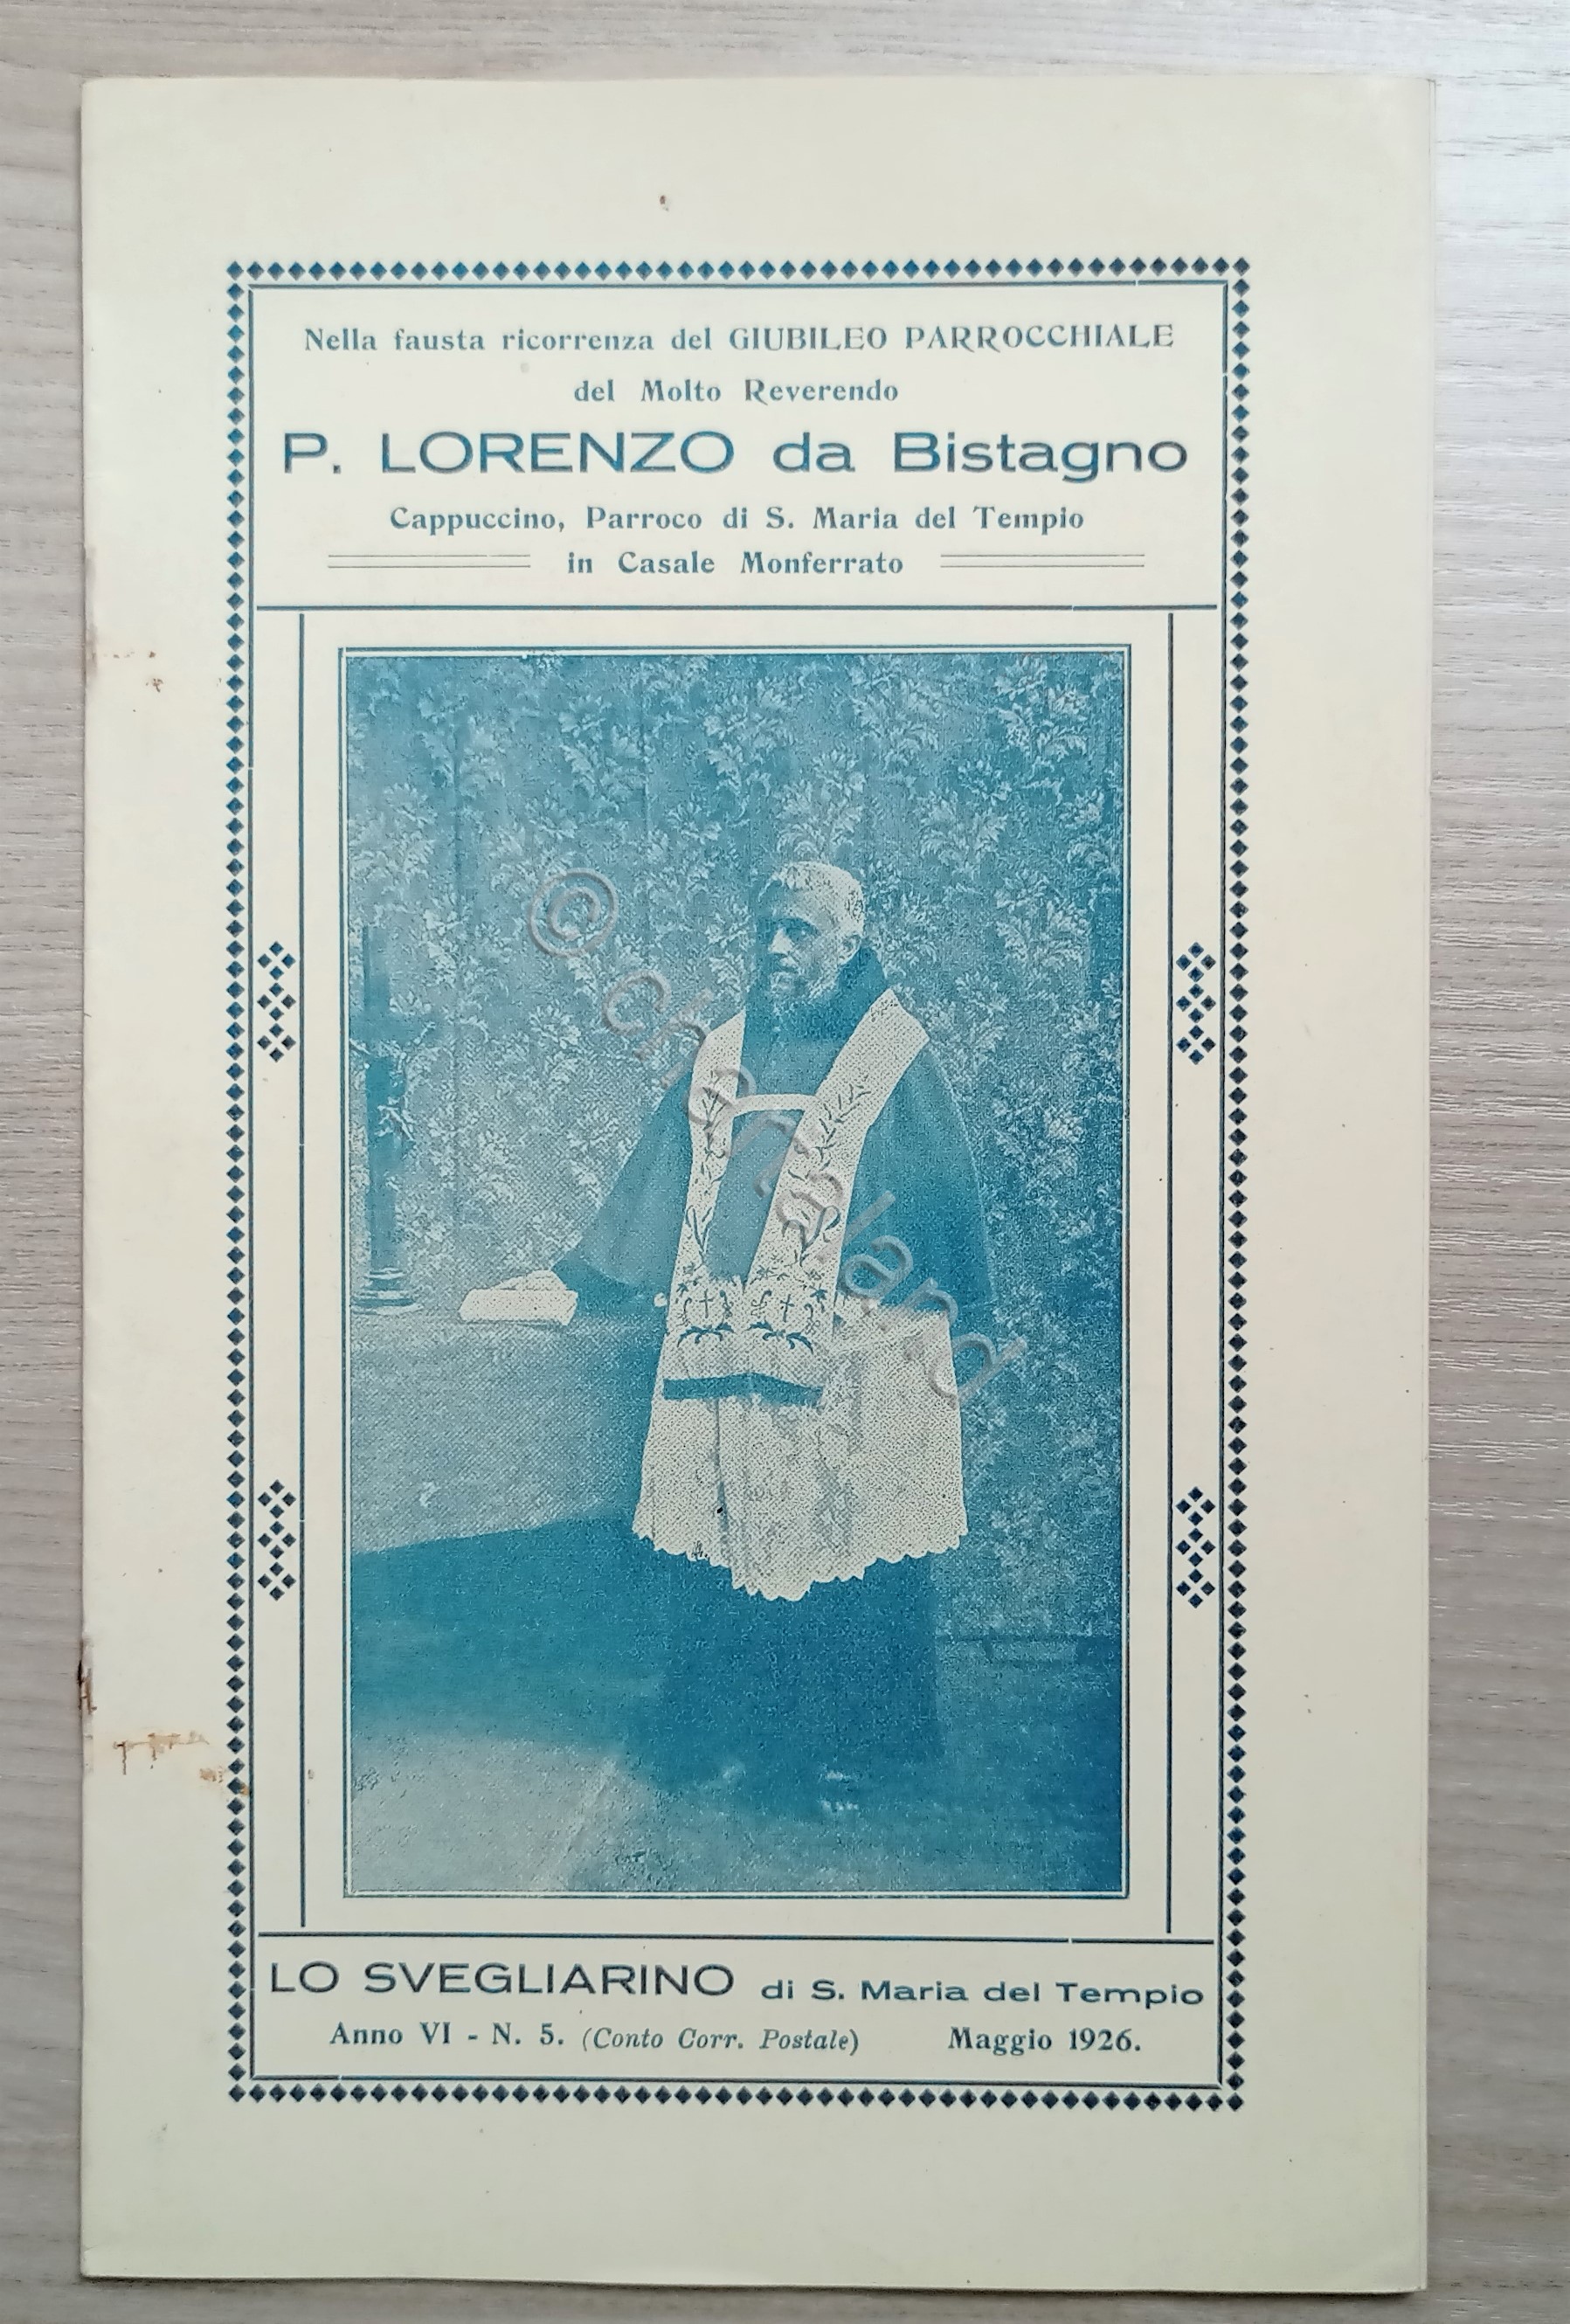 Nella fausta ricorrenza del GIUBILEO PARROCCHIALE
del Molto Reverendo
P. LORENZO da Bistagno
Cappuccino, Parroco di S. Maria del Tempio
in Casale Monferrato
© chartaland
LO SVEGLIARINO di S. Maria del Tempio
Anno VI - N. 5. (Conto Corr. Postale) Maggio 1926.